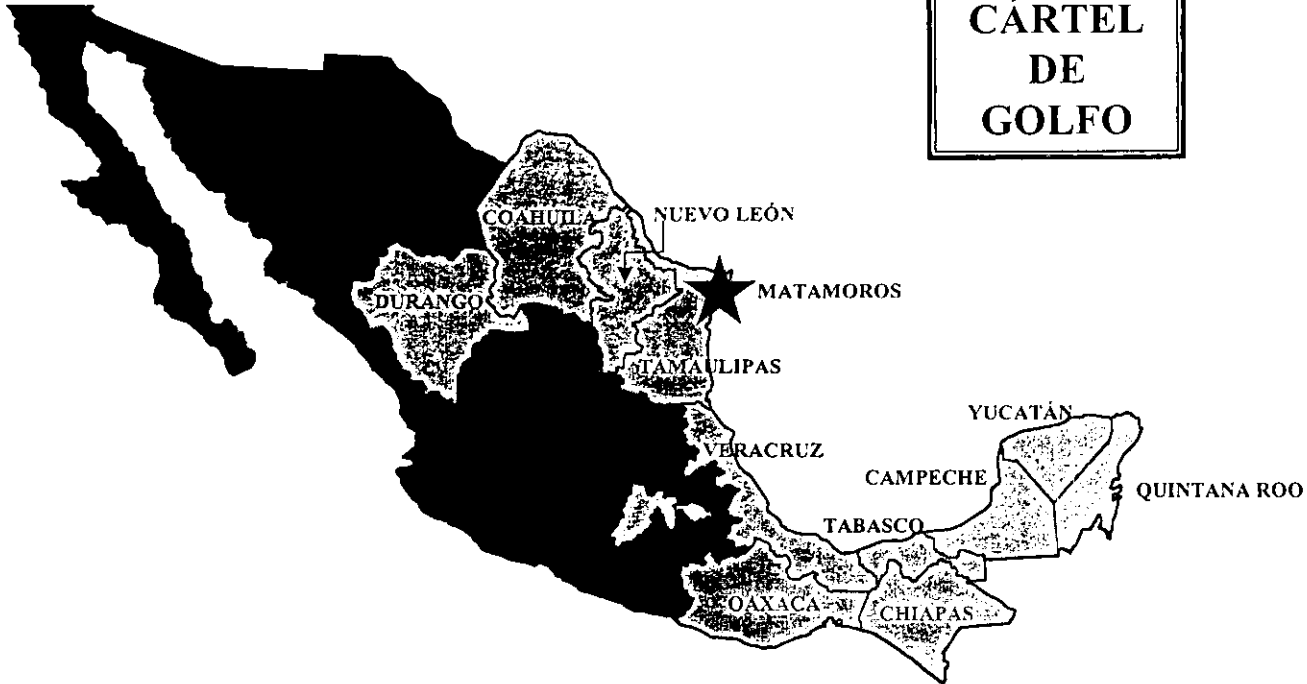 CÁRTEL
DE
GOLFO
COAHUILA
NUEVO LEÓN
DURANGO
MATAMOROS
TAMAULIPAS
VERACRUZ
YUCATÁN
CAMPECHE
QUINTANA ROO
TABASCO
OAXACA
CHIAPAS